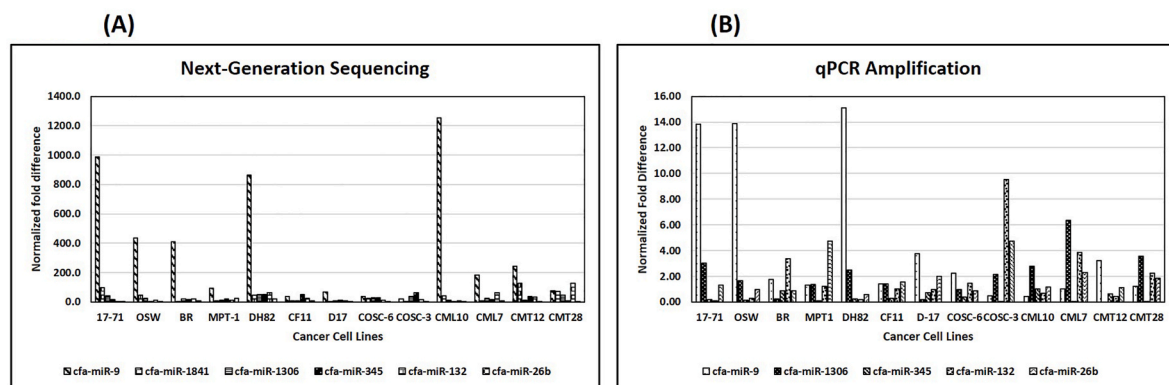 (A)
Next-Generation Sequencing
Normalized fold difference
1400.0
1200.0
1000.0
800.0
600.0
400.0
200.0
0.0
17-71 OSW BR MPT-1 DH82 CF11 D17 COSC-6 COSC-3 CML10 CML7 CMT12 CMT28
Cancer Cell Lines
cfa-miR-9 cfa-miR-1841 cfa-miR-1306 cfa-miR-345 cfa-miR-132 cfa-miR-26b
(B)
qPCR Amplification
Normalized Fold Difference
16.00
14.00
12.00
10.00
8.00
6.00
4.00
2.00
0.00
17-71 OSW BR MPT1 DH82 CF11 D-17 COSC-6 COSC-3 CML10 CML7 CMT12 CMT28
Cancer Cell Lines
cfa-miR-9 cfa-miR-1306 cfa-miR-345 cfa-miR-132 cfa-miR-26b